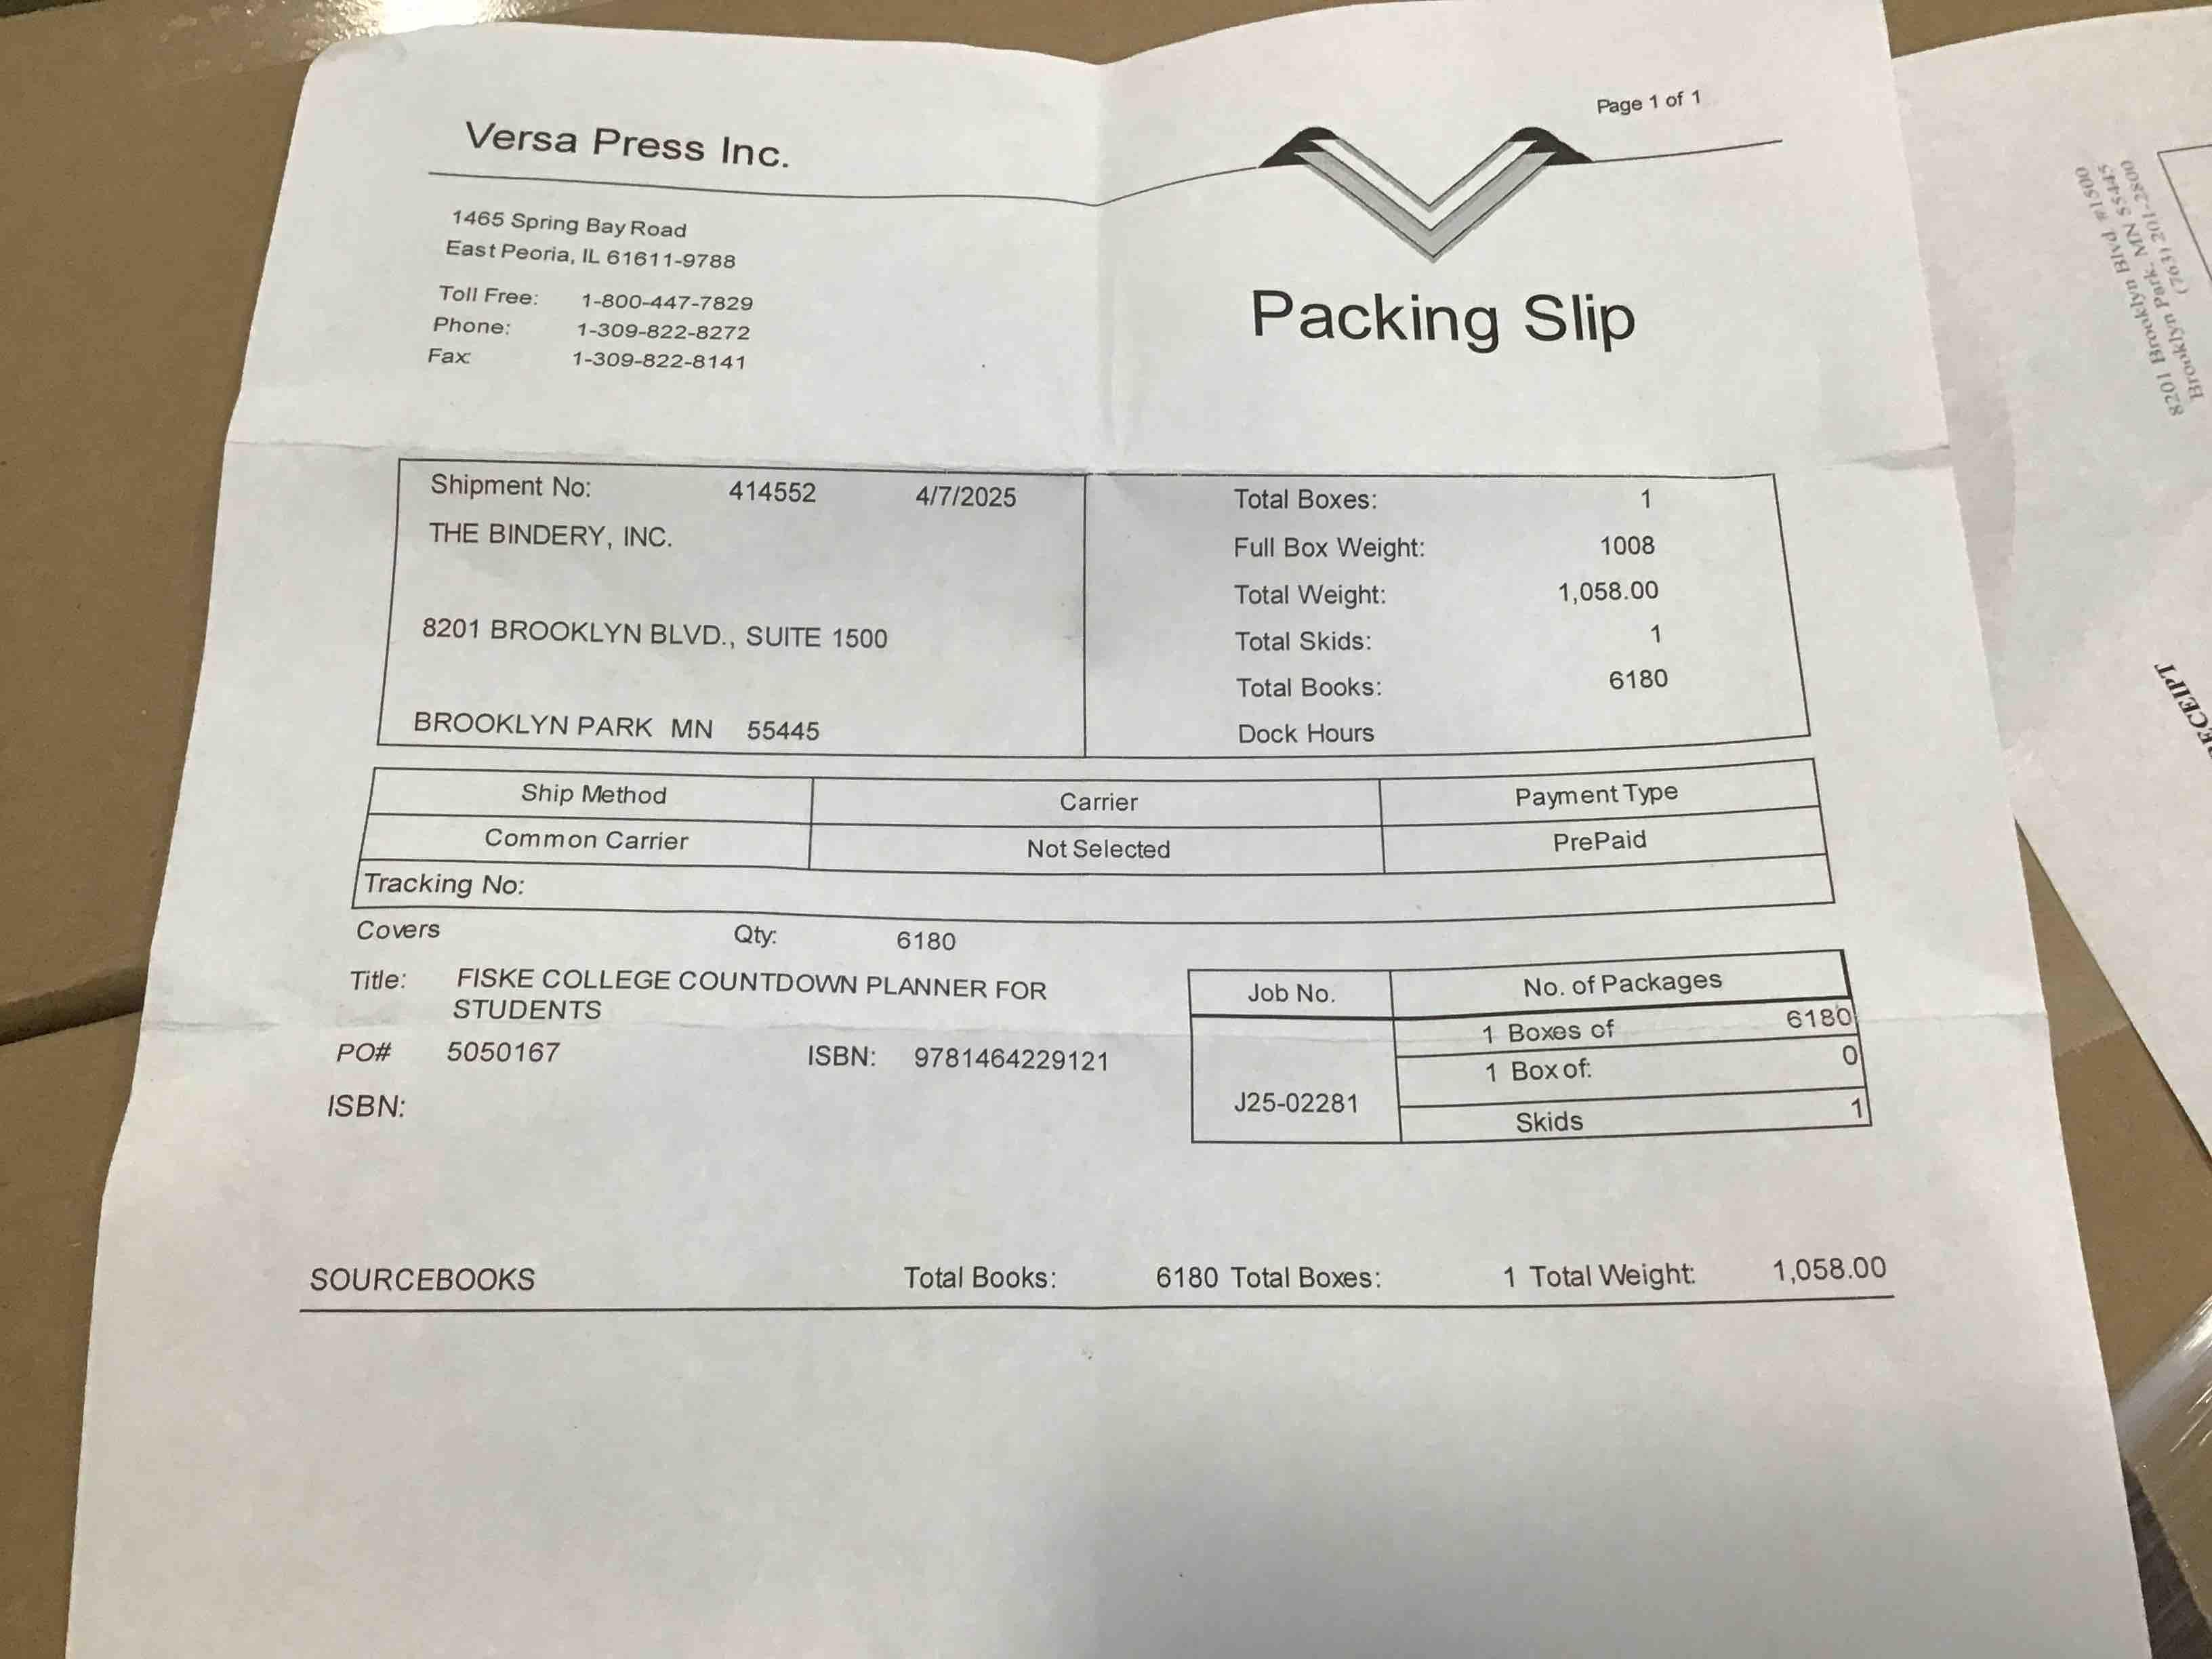 Page 1 of 1
Versa Press Inc.
1465 Spring Bay Road
East Peoria, IL 61611-9788
Toll Free: 1-800-447-7829
Phone: 1-309-822-8272
Fax: 1-309-822-8141
Packing Slip
Shipment No: 414552 4/7/2025
THE BINDERY, INC.
8201 BROOKLYN BLVD., SUITE 1500
BROOKLYN PARK MN 55445
Total Boxes: 1
Full Box Weight: 1008
Total Weight: 1,058.00
Total Skids: 1
Total Books: 6180
Dock Hours
Ship Method Carrier Payment Type
Common Carrier Not Selected PrePaid
Tracking No:
Covers Qty: 6180
Title: FISKE COLLEGE COUNTDOWN PLANNER FOR
STUDENTS
PO# 5050167 ISBN: 9781464229121
ISBN:
Job No. No. of Packages
1 Boxes of 6180
1 Box of: 0
J25-02281
Skids 1
SOURCEBOOKS Total Books: 6180 Total Boxes: 1 Total Weight: 1,058.00
8201 Brooklyn Blvd. #1500
Brooklyn Park, MN 55445
(763) 201-2800